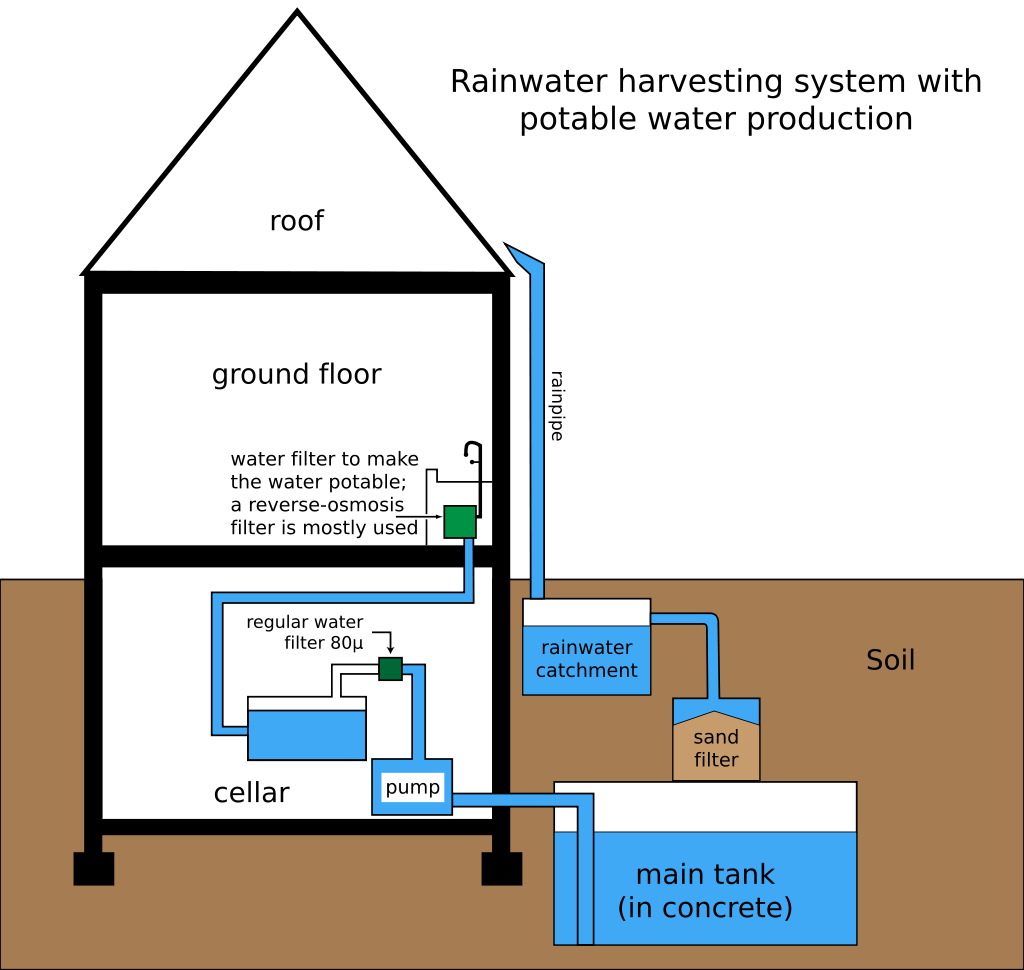 Rainwater harvesting system with
potable water production
roof
ground floor
rainpipe
water filter to make
the water potable;
a reverse-osmosis
filter is mostly used
regular water
filter 80µ
rainwater
catchment
Soil
sand
filter
cellar
pump
main tank
(in concrete)